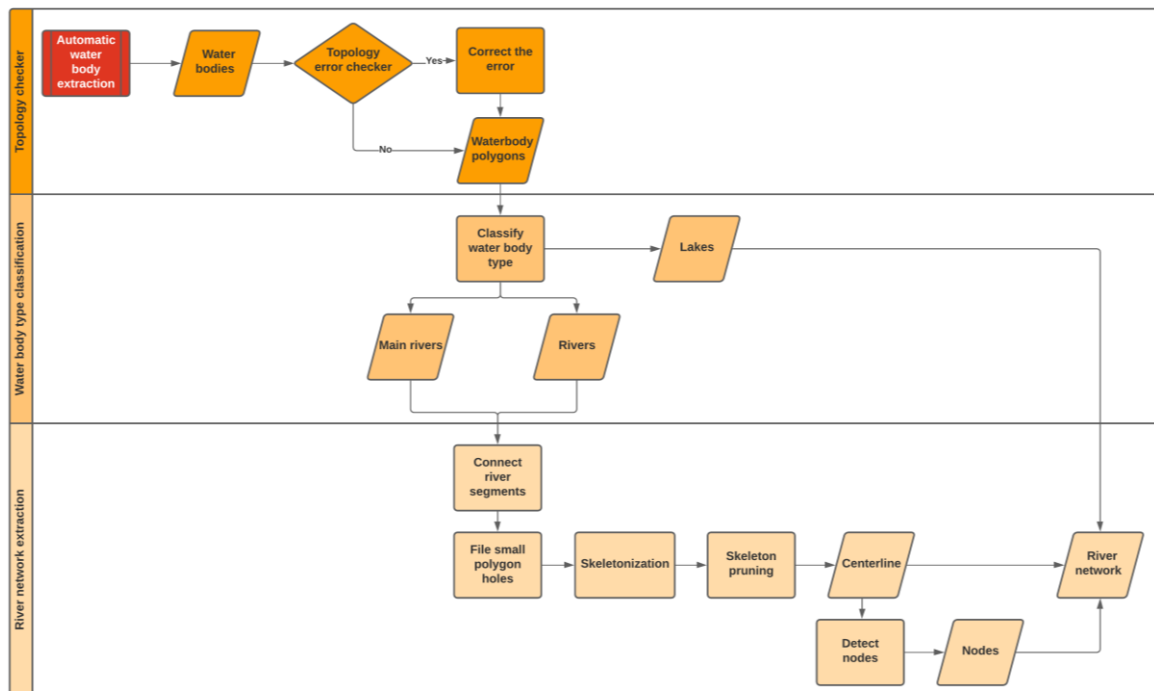 Topology checker
Automatic
water
body
extraction
Water
bodies
Topology
error checker
Yes
Correct the
error
No
Waterbody
polygons
Water body type classification
Classify
water body
type
Lakes
Main rivers
Rivers
River network extraction
Connect
river
segments
File small
polygon
holes
Skeletonization
Skeleton
pruning
Centerline
River
network
Detect
nodes
Nodes